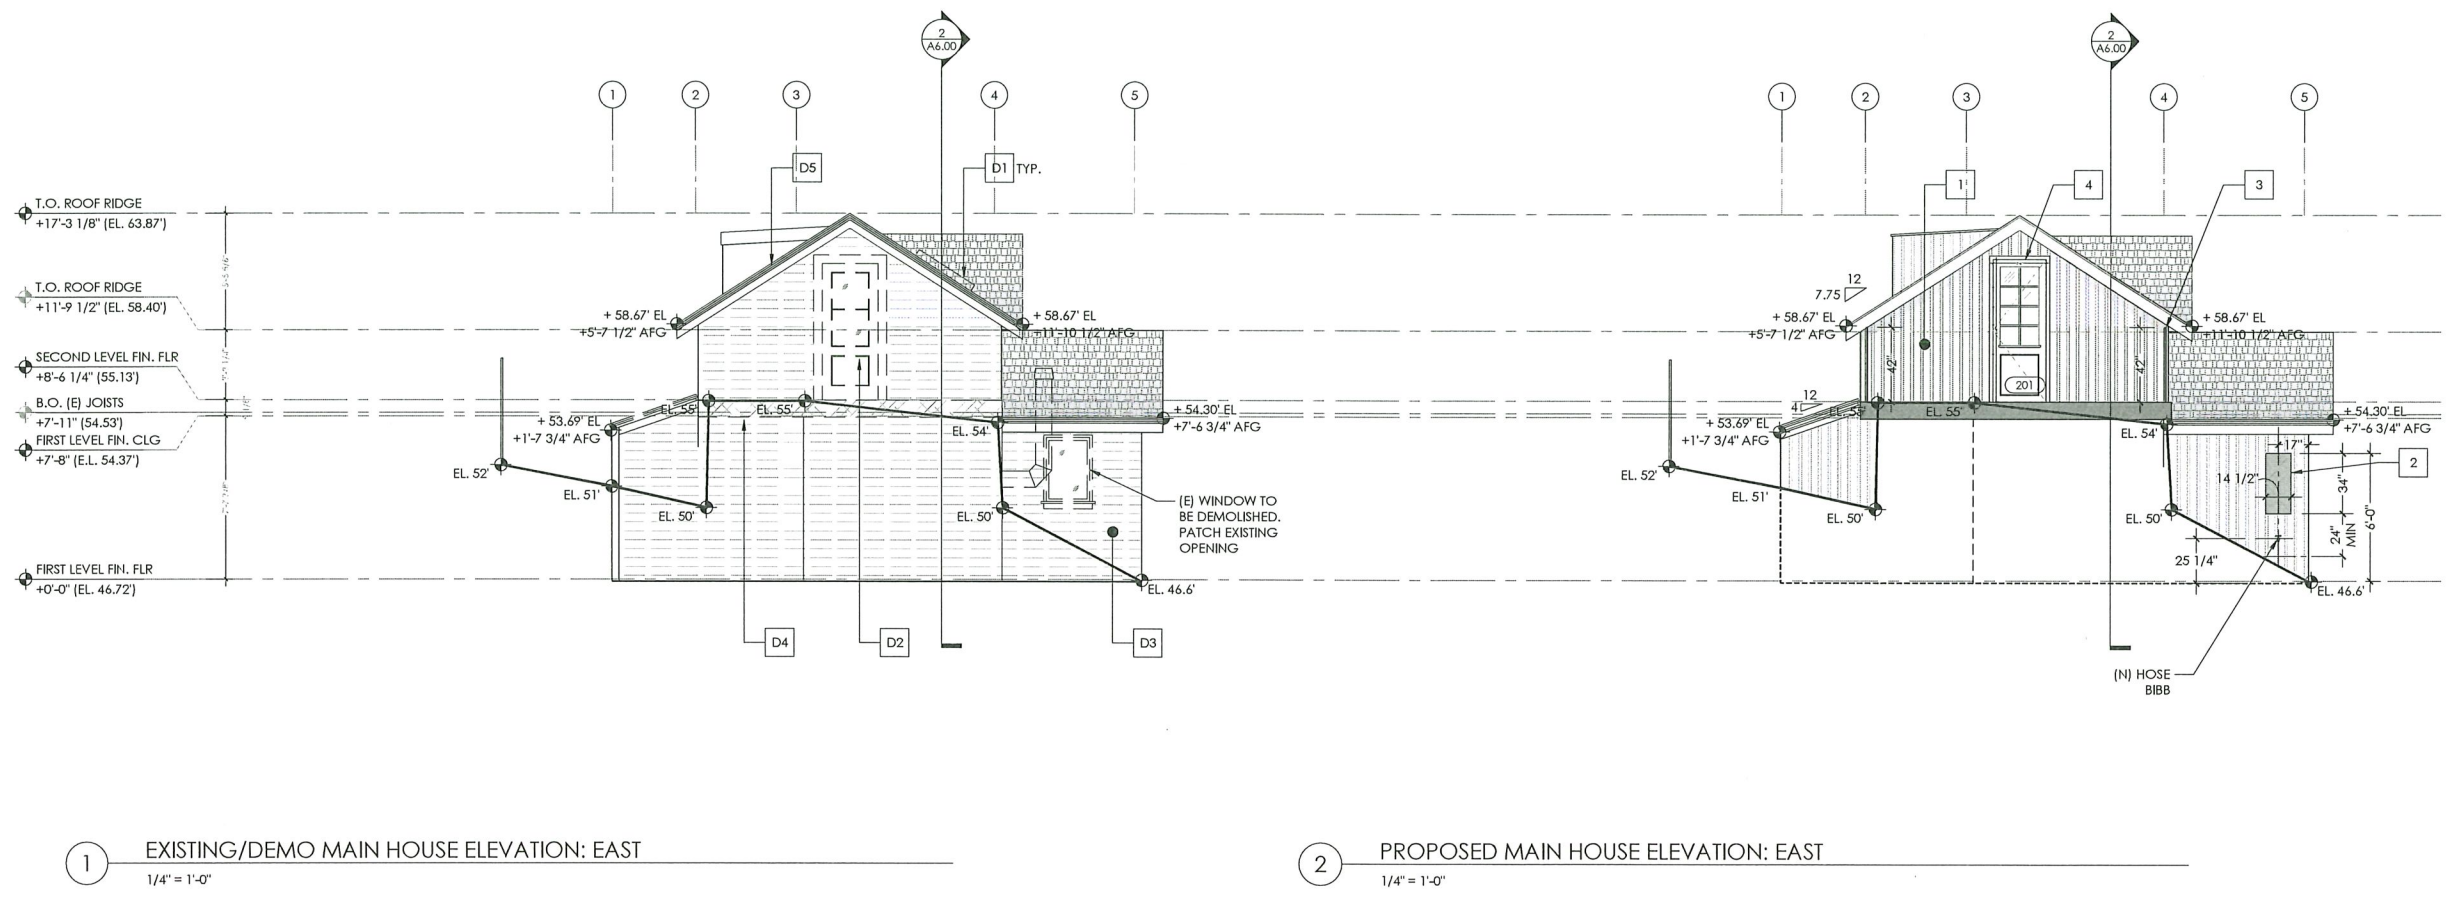 2
A6.00
1
2
3
4
5
D5
D1 TYP.
T.O. ROOF RIDGE
+17'-3 1/8" (EL. 63.87')
T.O. ROOF RIDGE
+11'-9 1/2" (EL. 58.40')
SECOND LEVEL FIN. FLR
+8'-6 1/4" (55.13')
B.O. (E) JOISTS
+7'-11" (54.53')
FIRST LEVEL FIN. CLG
+7'-8" (E.L. 54.37')
FIRST LEVEL FIN. FLR
+0'-0" (EL. 46.72')
+ 58.67' EL
+5'-7 1/2" AFG
+ 58.67' EL
+11'-10 1/2" AFG
+ 53.69' EL
+1'-7 3/4" AFG
EL. 55'
EL. 55'
EL. 54'
+ 54.30' EL
+7'-6 3/4" AFG
EL. 52'
EL. 51'
EL. 50'
EL. 50'
(E) WINDOW TO
BE DEMOLISHED.
PATCH EXISTING
OPENING
EL. 46.6'
D4
D2
D3
1
EXISTING/DEMO MAIN HOUSE ELEVATION: EAST
1/4" = 1'-0"
2
A6.00
1
2
3
4
5
1
4
3
12
7.75
+ 58.67' EL
+5'-7 1/2" AFG
+ 58.67' EL
+11'-10 1/2" AFG
42"
42"
201
12
4
+ 53.69' EL
+1'-7 3/4" AFG
EL. 55'
EL. 55'
EL. 54'
+ 54.30' EL
+7'-6 3/4" AFG
17"
2
14 1/2"
34"
6'-0"
24"
MIN
25 1/4"
EL. 52'
EL. 51'
EL. 50'
EL. 50'
EL. 46.6'
(N) HOSE
BIBB
2
PROPOSED MAIN HOUSE ELEVATION: EAST
1/4" = 1'-0"